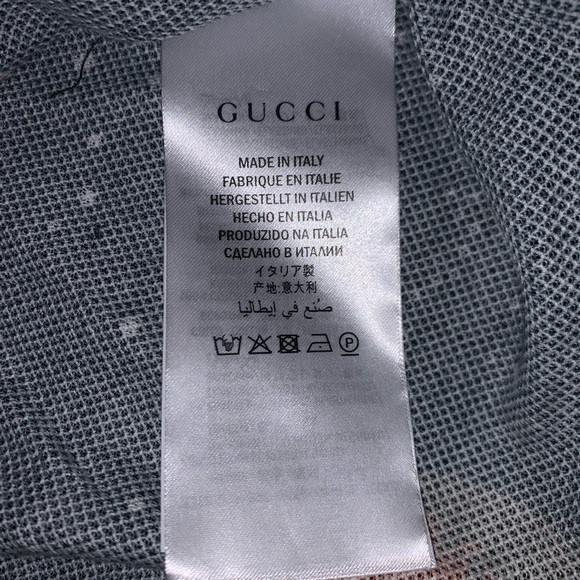 GUCCI
MADE IN ITALY
FABRIQUE EN ITALIE
HERGESTELLT IN ITALIEN
HECHO EN ITALIA
PRODUZIDO NA ITALIA
СДЕЛАНО В ИТАЛИИ
イタリア製
产地:意大利
صُنع في إيطاليا
P